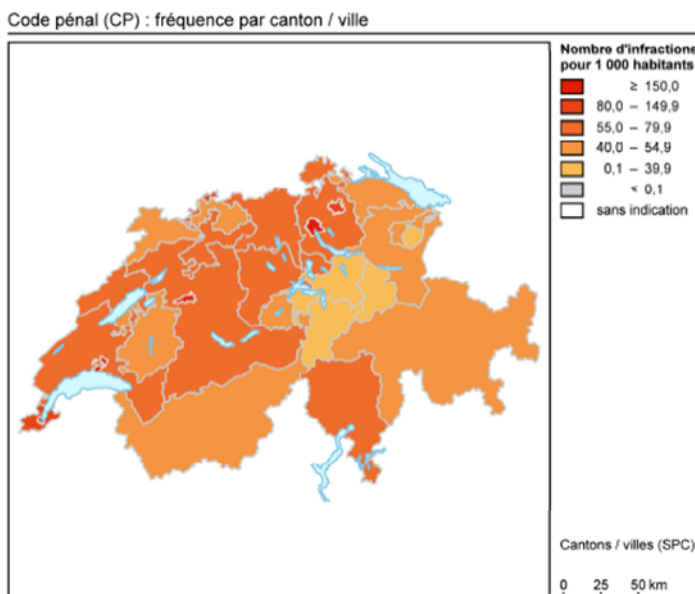 Code pénal (CP) : fréquence par canton / ville
Nombre d'infractions
pour 1 000 habitants
≥ 150,0
80,0 – 149,9
55,0 – 79,9
40,0 – 54,9
0,1 – 39,9
< 0,1
sans indication
Cantons / villes (SPC)
0 25 50 km